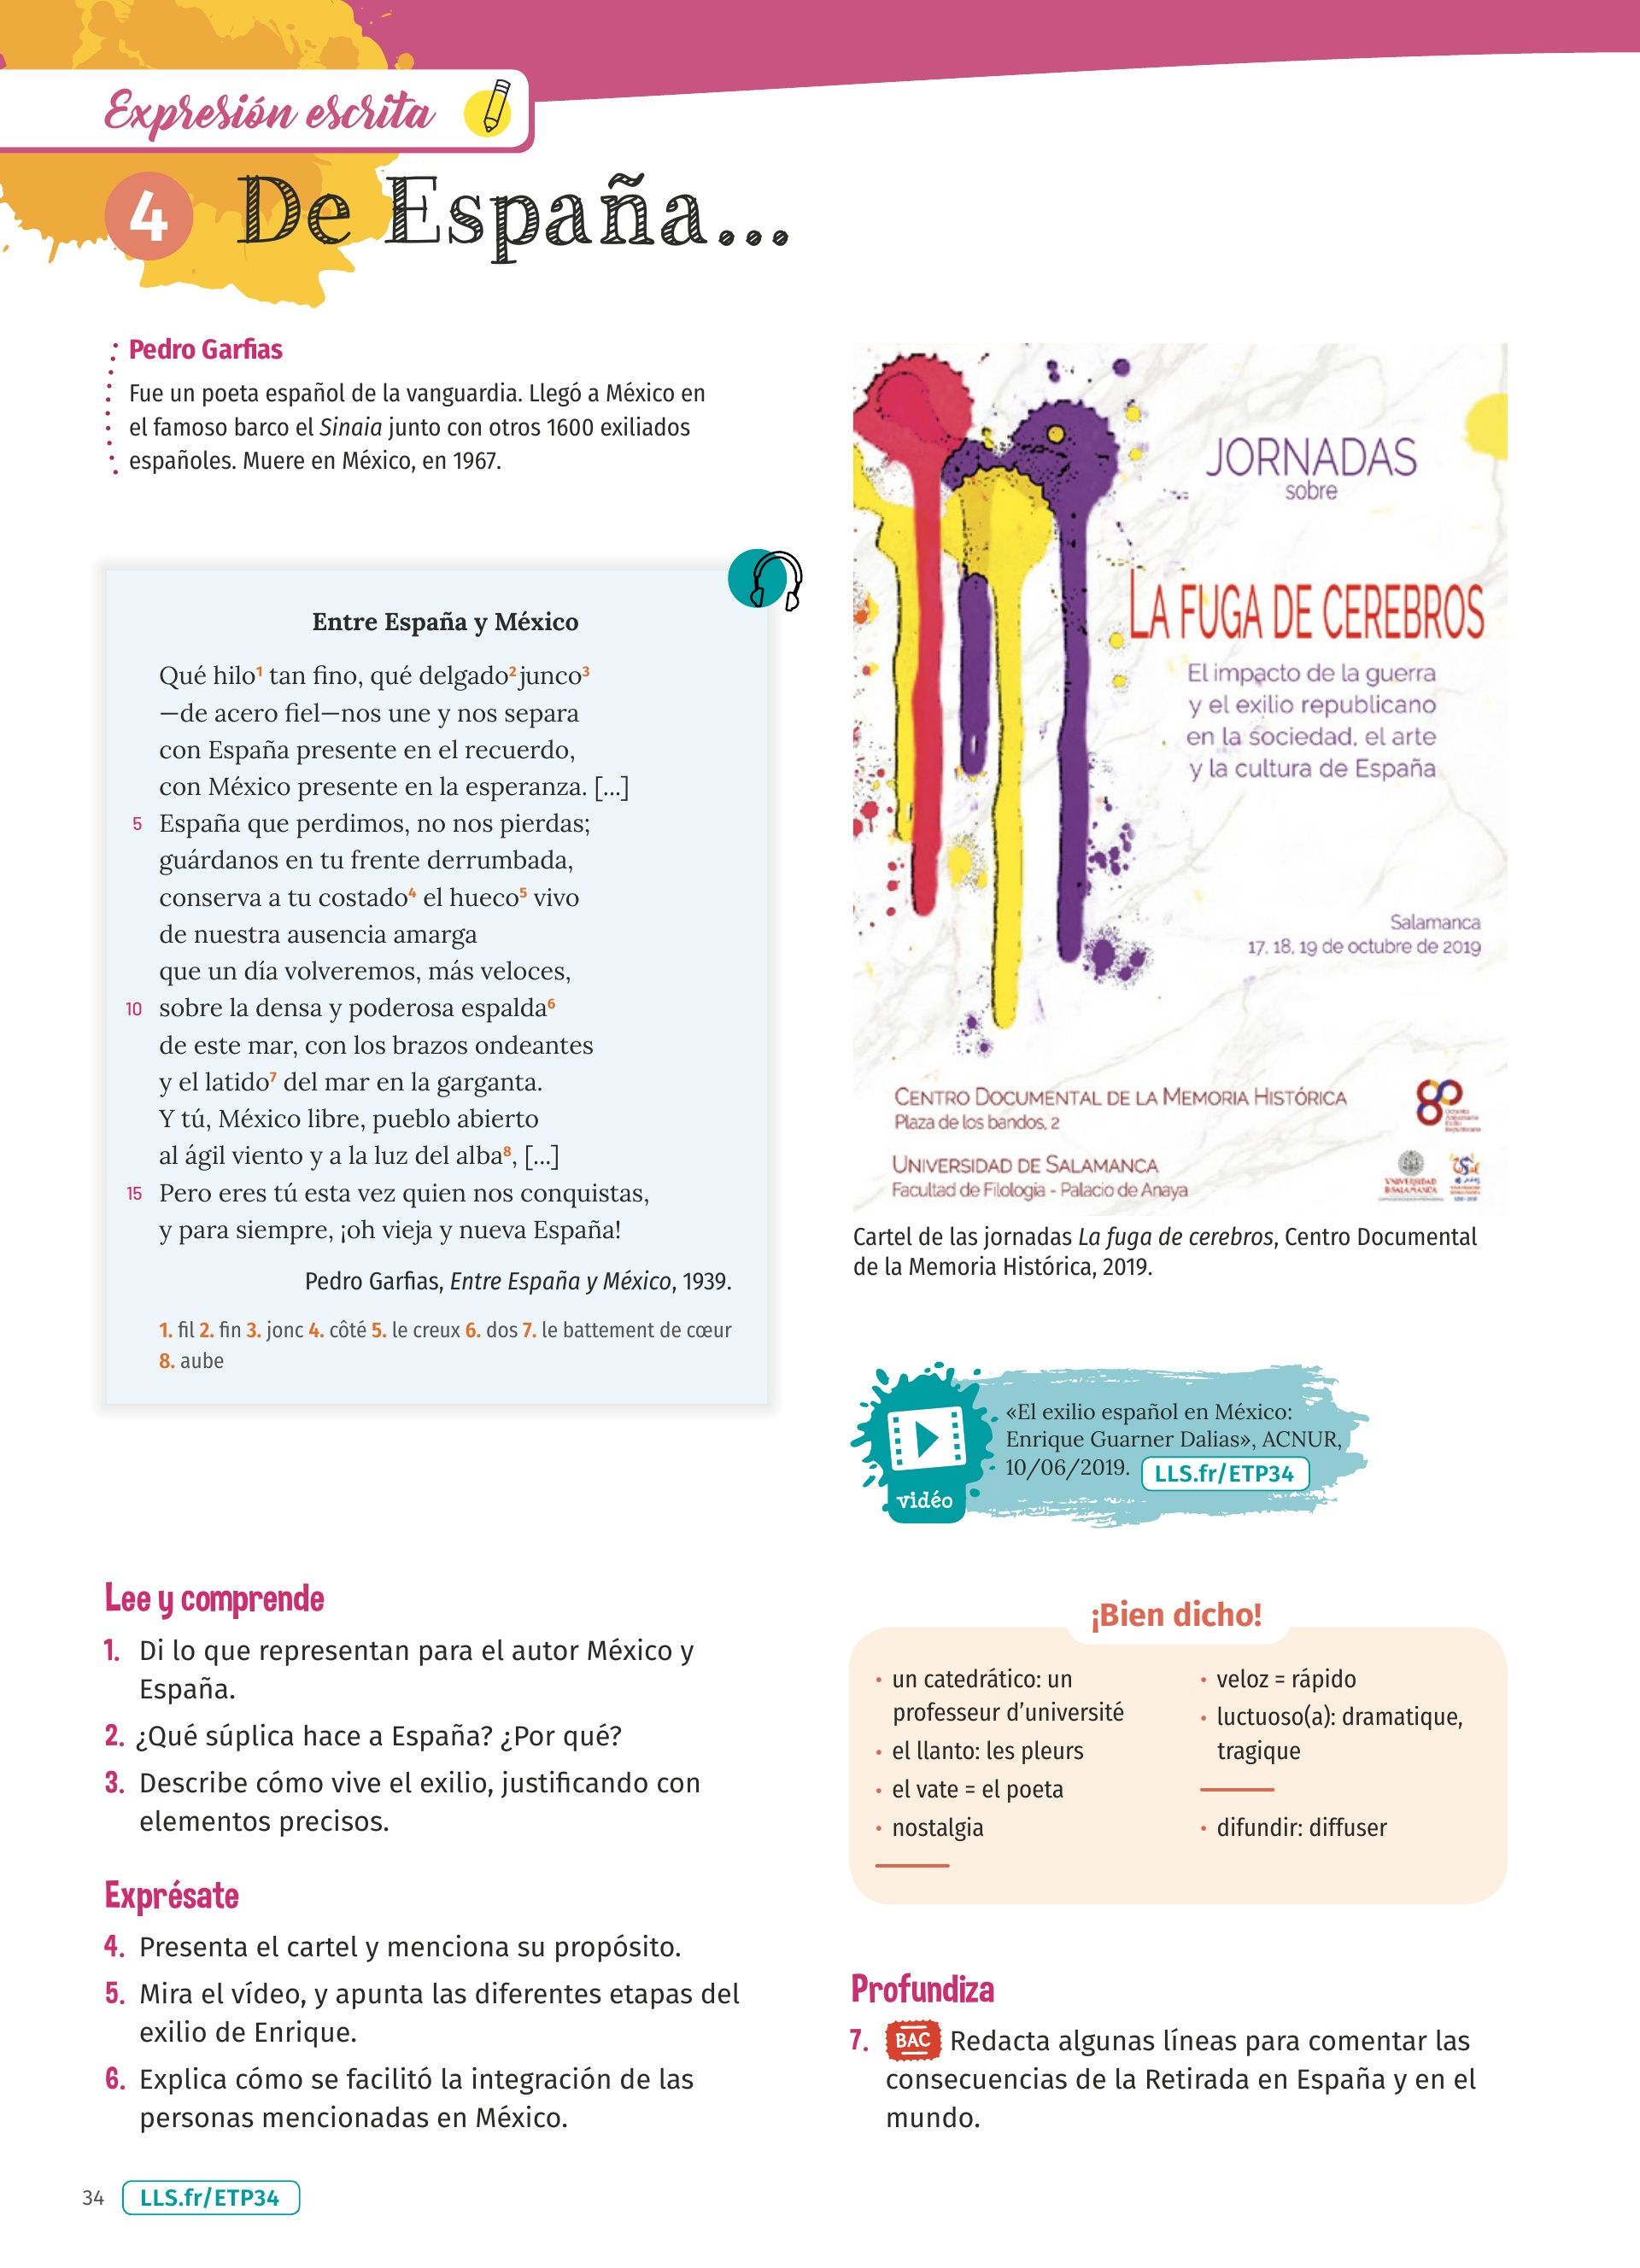 Expresión escrita
4 De España...
Pedro Garfias
Fue un poeta español de la vanguardia. Llegó a México en
el famoso barco el Sinaia junto con otros 1600 exiliados
españoles. Muere en México, en 1967.
Entre España y México
Qué hilo¹ tan fino, qué delgado² junco³
—de acero fiel—nos une y nos separa
con España presente en el recuerdo,
con México presente en la esperanza. [...]
5 España que perdimos, no nos pierdas;
guárdanos en tu frente derrumbada,
conserva a tu costado⁴ el hueco⁵ vivo
de nuestra ausencia amarga
que un día volveremos, más veloces,
10 sobre la densa y poderosa espalda⁶
de este mar, con los brazos ondeantes
y el latido⁷ del mar en la garganta.
Y tú, México libre, pueblo abierto
al ágil viento y a la luz del alba⁸, [...]
15 Pero eres tú esta vez quien nos conquistas,
y para siempre, ¡oh vieja y nueva España!
Pedro Garfias, Entre España y México, 1939.
1. fil 2. fin 3. jonc 4. côté 5. le creux 6. dos 7. le battement de cœur
8. aube
JORNADAS
sobre
LA FUGA DE CEREBROS
El impacto de la guerra
y el exilio republicano
en la sociedad, el arte
y la cultura de España
Salamanca
17, 18, 19 de octubre de 2019
CENTRO DOCUMENTAL DE LA MEMORIA HISTÓRICA
Plaza de los bandos, 2
UNIVERSIDAD DE SALAMANCA
Facultad de Filología - Palacio de Anaya
80
VNIVERSIDAD
D SALAMANCA
Cartel de las jornadas La fuga de cerebros, Centro Documental
de la Memoria Histórica, 2019.
vidéo
«El exilio español en México:
Enrique Guarner Dalias», ACNUR,
10/06/2019. LLS.fr/ETP34
Lee y comprende
1. Di lo que representan para el autor México y
España.
2. ¿Qué súplica hace a España? ¿Por qué?
3. Describe cómo vive el exilio, justificando con
elementos precisos.
Exprésate
4. Presenta el cartel y menciona su propósito.
5. Mira el vídeo, y apunta las diferentes etapas del
exilio de Enrique.
6. Explica cómo se facilitó la integración de las
personas mencionadas en México.
¡Bien dicho!
• un catedrático: un
professeur d'université
• el llanto: les pleurs
• el vate = el poeta
• nostalgia
• veloz = rápido
• luctuoso(a): dramatique,
tragique
• difundir: diffuser
Profundiza
7. BAC Redacta algunas líneas para comentar las
consecuencias de la Retirada en España y en el
mundo.
34 LLS.fr/ETP34